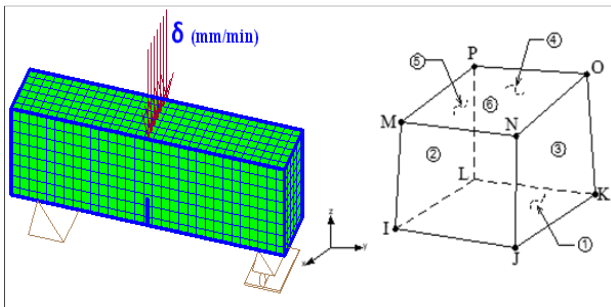 δ (mm/min)
z
y
x
P
④
O
⑤
⑥
M
N
②
③
L
K
I
①
J